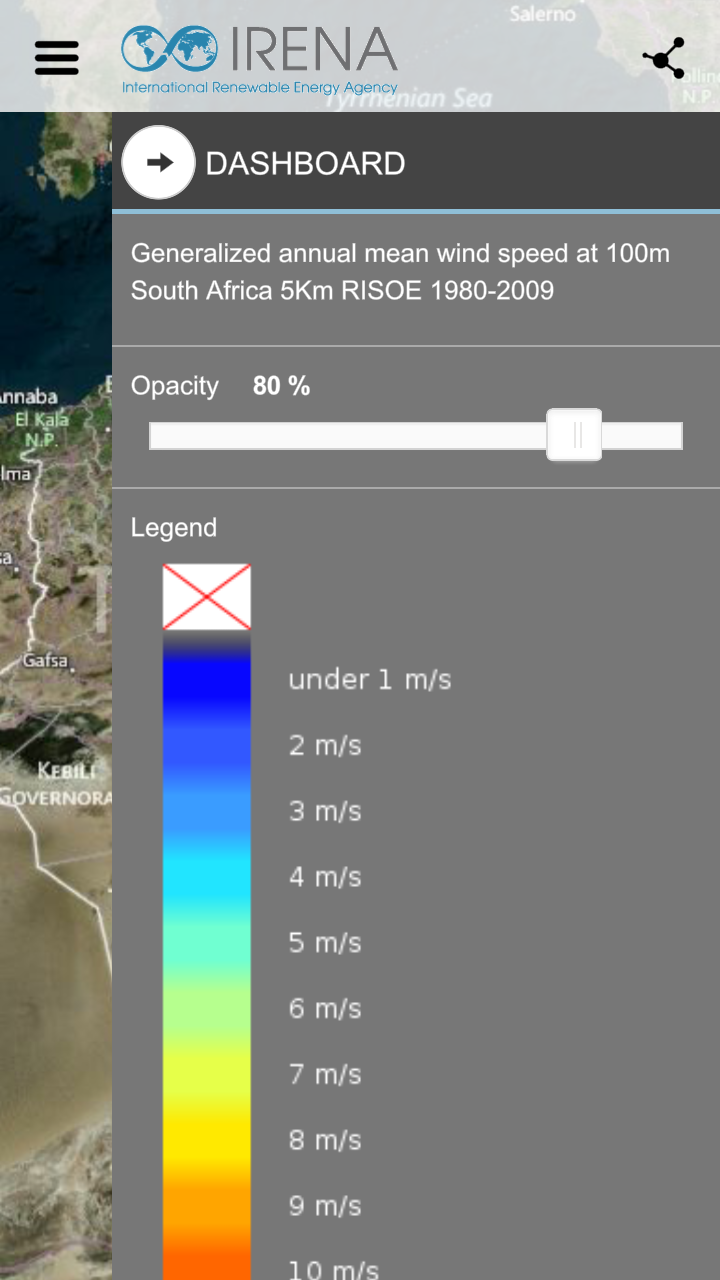 Salerno
IRENA
International Renewable Energy Agency
Tyrrhenian Sea
N.P.
DASHBOARD
Generalized annual mean wind speed at 100m
South Africa 5Km RISOE 1980-2009
Opacity 80 %
nnaba
El Kala
N.P.
lma
Legend
sa
Gafsa
under 1 m/s
2 m/s
KEBILI
GOVERNORA
3 m/s
4 m/s
5 m/s
6 m/s
7 m/s
8 m/s
9 m/s
10 m/s